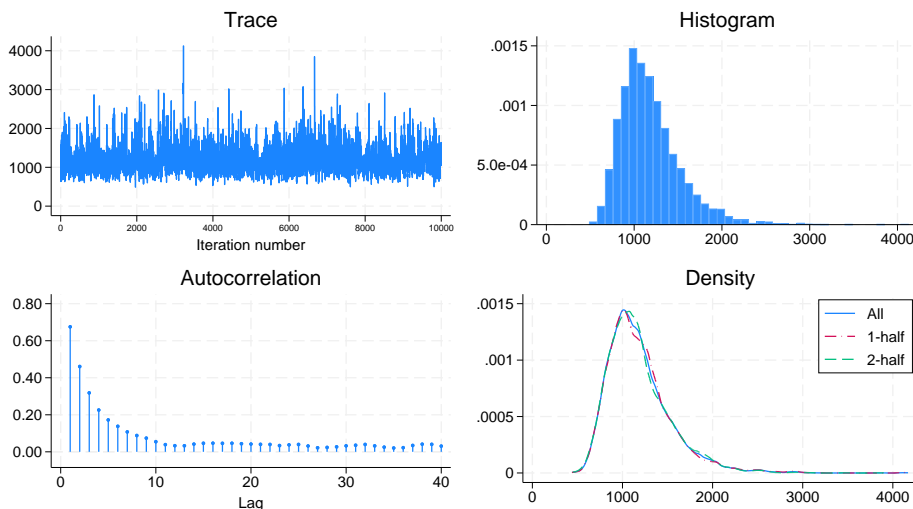 Trace
4000
3000
2000
1000
0
0 2000 4000 6000 8000 10000
Iteration number
Histogram
.0015
.001
5.0e-04
0
0 1000 2000 3000 4000
Autocorrelation
0.80
0.60
0.40
0.20
0.00
0 10 20 30 40
Lag
Density
.0015
.001
.0005
0
0 1000 2000 3000 4000
All
1-half
2-half